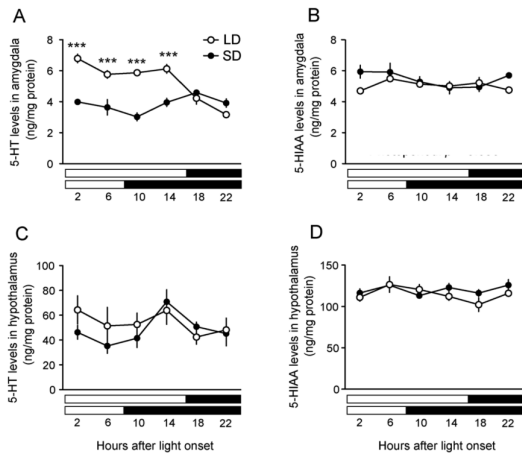 A
*** *** *** ***
LD
SD
5-HT levels in amygdala
(ng/mg protein)
8
6
4
2
0
2 6 10 14 18 22
B
5-HIAA levels in amygdala
(ng/mg protein)
8
6
4
2
0
2 6 10 14 18 22
C
5-HT levels in hypothalamus
(ng/mg protein)
100
80
60
40
20
0
2 6 10 14 18 22
Hours after light onset
D
5-HIAA levels in hypothalamus
(ng/mg protein)
200
150
100
50
0
2 6 10 14 18 22
Hours after light onset